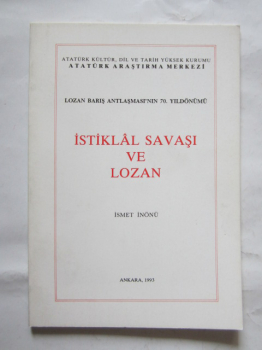 ATATÜRK KÜLTÜR, DİL VE TARİH YÜKSEK KURUMU
ATATÜRK ARAŞTIRMA MERKEZİ
LOZAN BARIŞ ANTLAŞMASI'NIN 70. YILDÖNÜMÜ
İSTİKLÂL SAVAŞI
VE
LOZAN
İSMET İNÖNÜ
ANKARA, 1993